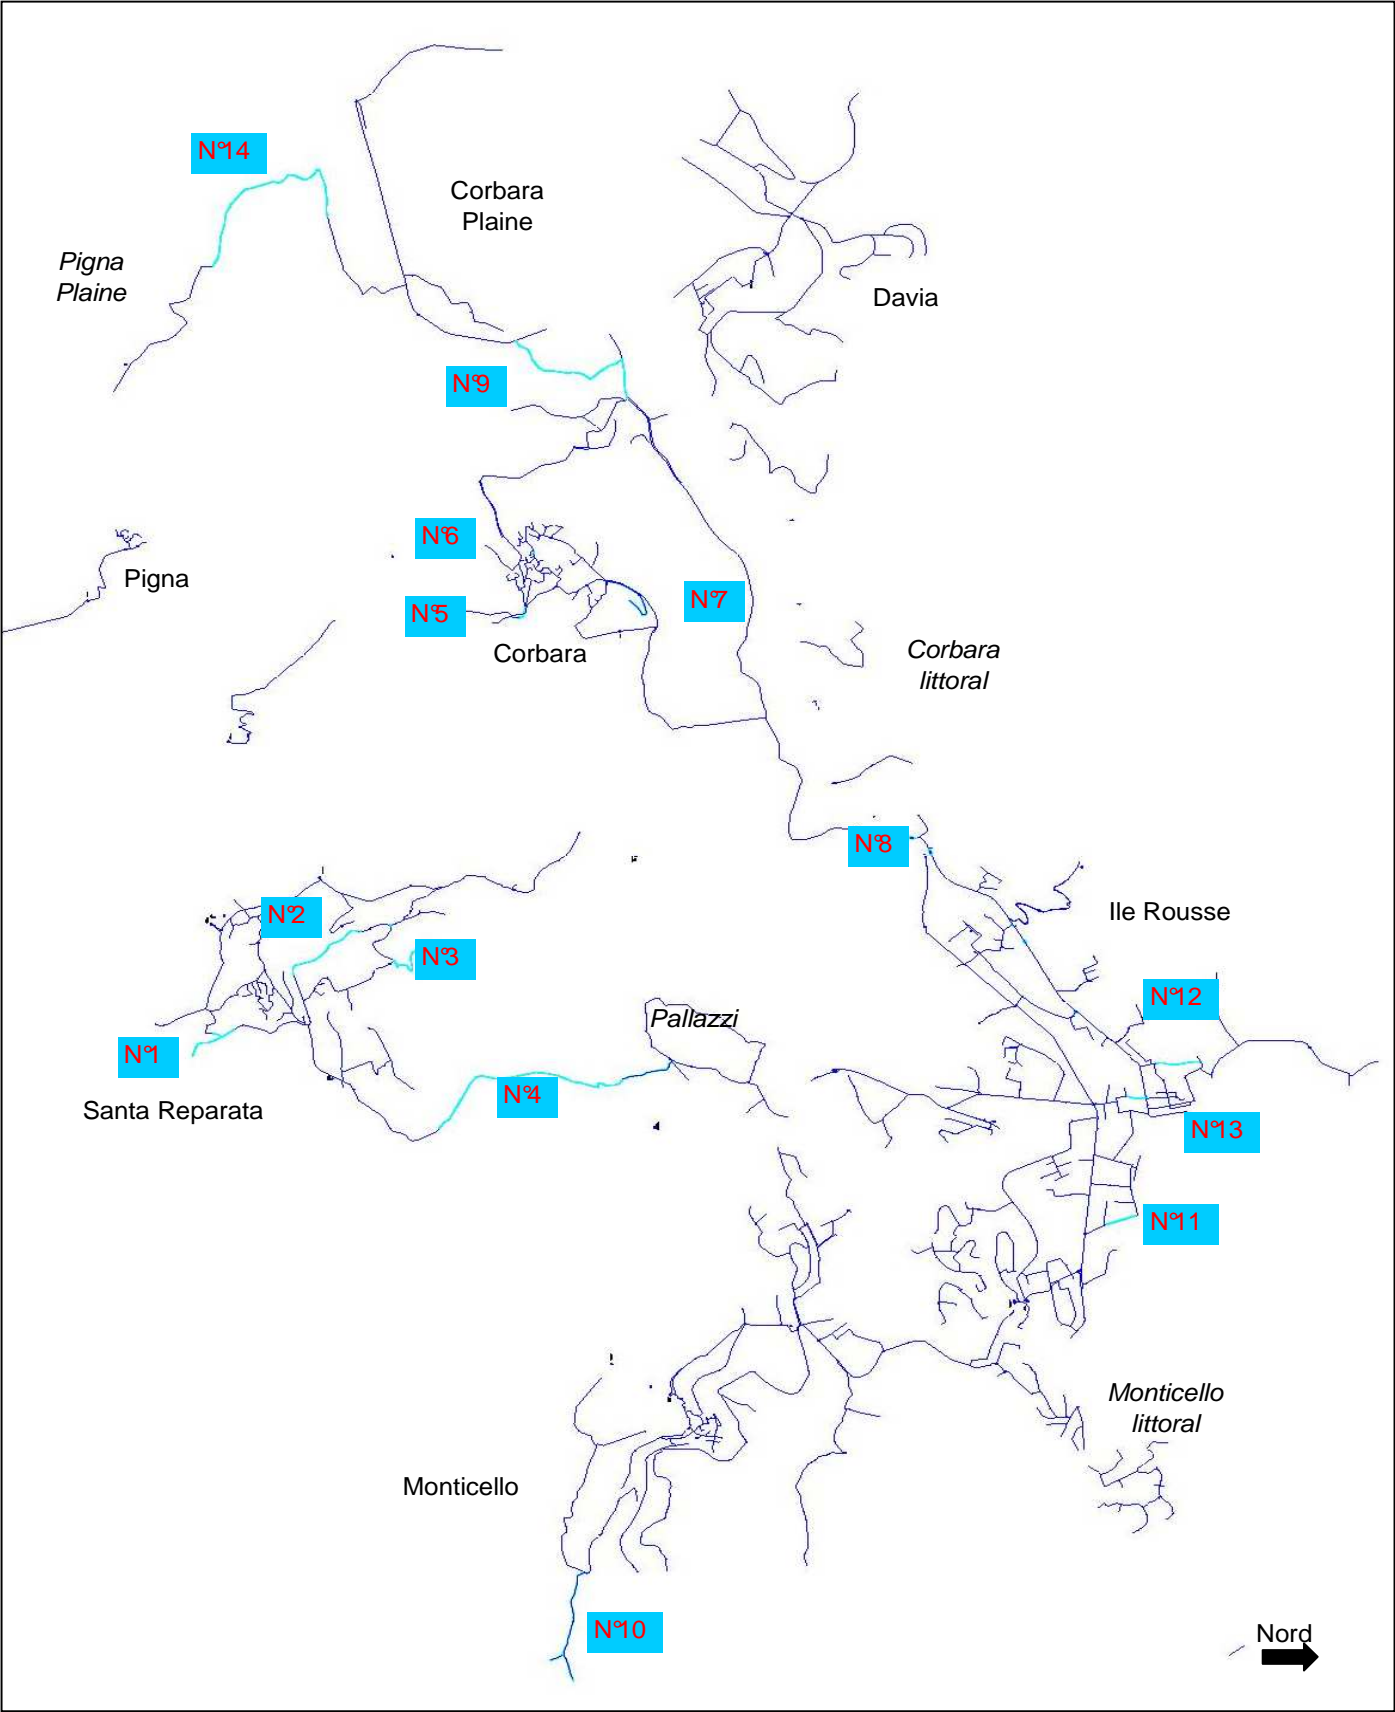 N°14
Corbara
Plaine
Pigna
Plaine
Davia
N°9
N°6
Pigna
N°7
N°5
Corbara
Corbara
littoral
N°8
N°2
Ile Rousse
N°3
N°12
Pallazzi
N°1
N°4
Santa Reparata
N°13
N°11
Monticello
littoral
Monticello
N°10
Nord